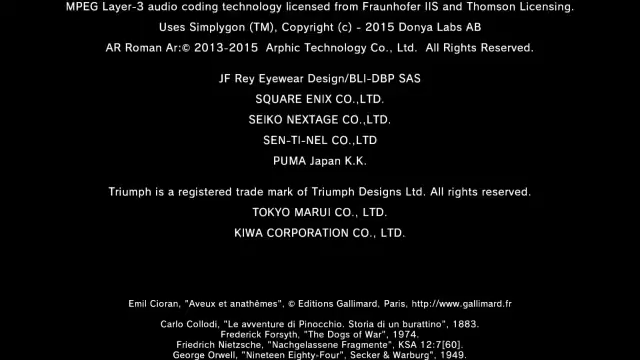 MPEG Layer-3 audio coding technology licensed from Fraunhofer IIS and Thomson Licensing.
Uses Simplygon (TM), Copyright (c) - 2015 Donya Labs AB
AR Roman Ar:© 2013-2015  Arphic Technology Co., Ltd.  All Rights Reserved.
JF Rey Eyewear Design/BLI-DBP SAS
SQUARE ENIX CO.,LTD.
SEIKO NEXTAGE CO.,LTD.
SEN-TI-NEL CO.,LTD
PUMA Japan K.K.
Triumph is a registered trade mark of Triumph Designs Ltd. All rights reserved.
TOKYO MARUI CO., LTD.
KIWA CORPORATION CO., LTD.
Emil Cioran, "Aveux et anathèmes", © Editions Gallimard, Paris, http://www.gallimard.fr
Carlo Collodi, "Le avventure di Pinocchio. Storia di un burattino", 1883.
Frederick Forsyth, "The Dogs of War", 1974.
Friedrich Nietzsche, "Nachgelassene Fragmente", KSA 12:7[60].
George Orwell, "Nineteen Eighty-Four", Secker & Warburg", 1949.